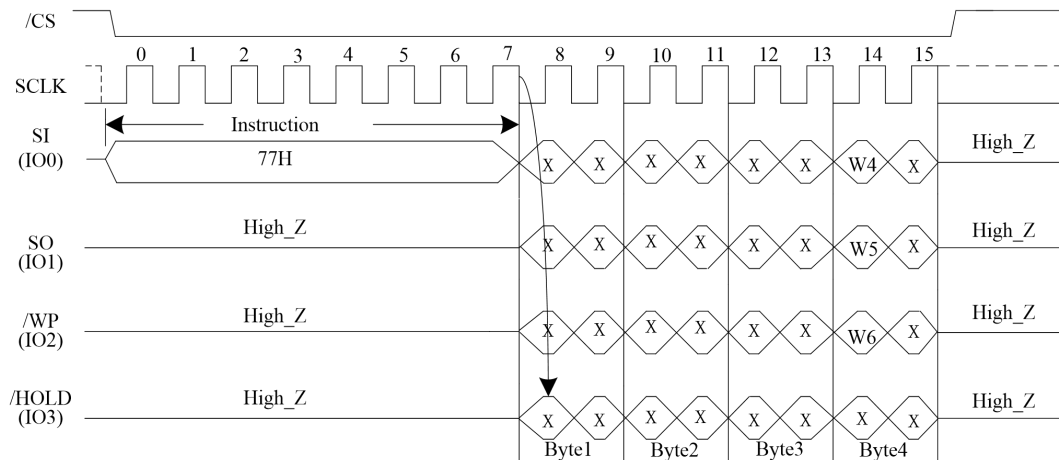 /CS
0 1 2 3 4 5 6 7 8 9 10 11 12 13 14 15
SCLK
Instruction
SI
(IO0)
77H
X X X X X X W4 X
High_Z
SO
(IO1)
High_Z
X X X X X X W5 X
High_Z
/WP
(IO2)
High_Z
X X X X X X W6 X
High_Z
/HOLD
(IO3)
High_Z
X X X X X X X X
High_Z
Byte1 Byte2 Byte3 Byte4